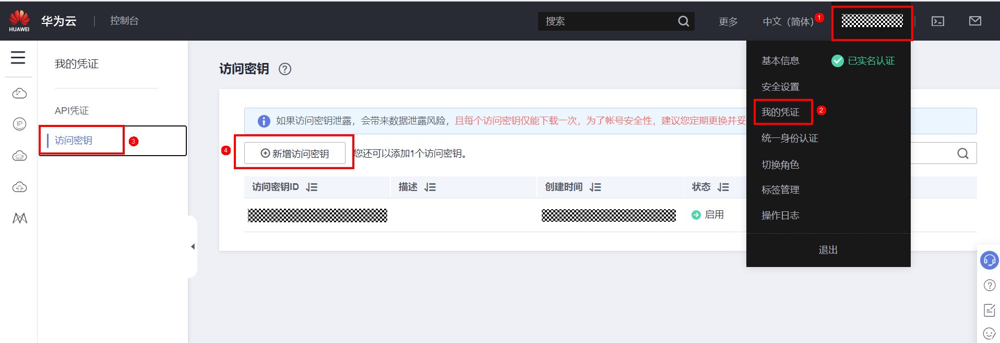 HUAWEI 华为云 | 控制台 搜索 更多 中文（简体） 1
我的凭证
API凭证
访问密钥 3
访问密钥 ?
如果访问密钥泄露，会带来数据泄露风险，且每个访问密钥仅能下载一次，为了帐号安全性，建议您定期更换并妥
4 新增访问密钥 您还可以添加1个访问密钥。
访问密钥ID 描述 创建时间 状态
启用
基本信息 已实名认证
安全设置
我的凭证 2
统一身份认证
切换角色
标签管理
操作日志
退出
IP